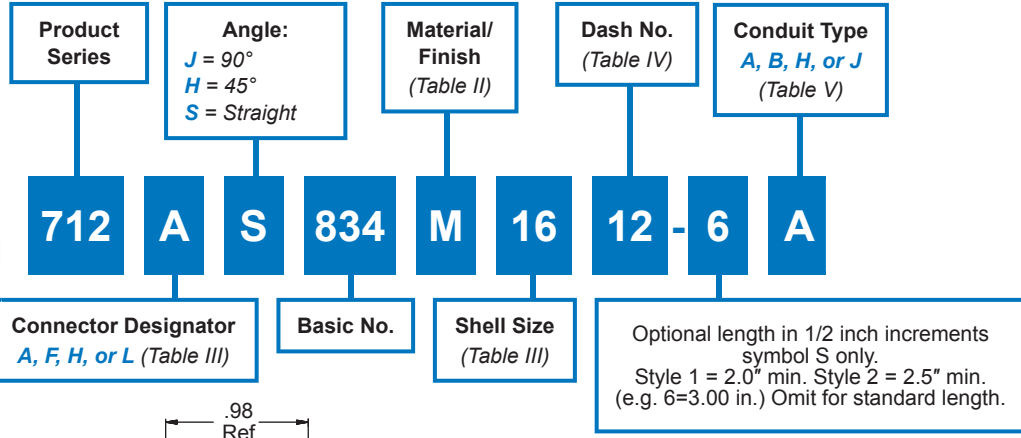 Product
Series
Angle:
J = 90°
H = 45°
S = Straight
Material/
Finish
(Table II)
Dash No.
(Table IV)
Conduit Type
A, B, H, or J
(Table V)
712 A S 834 M 16 12 - 6 A
Connector Designator
A, F, H, or L (Table III)
Basic No.
Shell Size
(Table III)
Optional length in 1/2 inch increments
symbol S only.
Style 1 = 2.0″ min. Style 2 = 2.5″ min.
(e.g. 6=3.00 in.) Omit for standard length.
.98
Ref